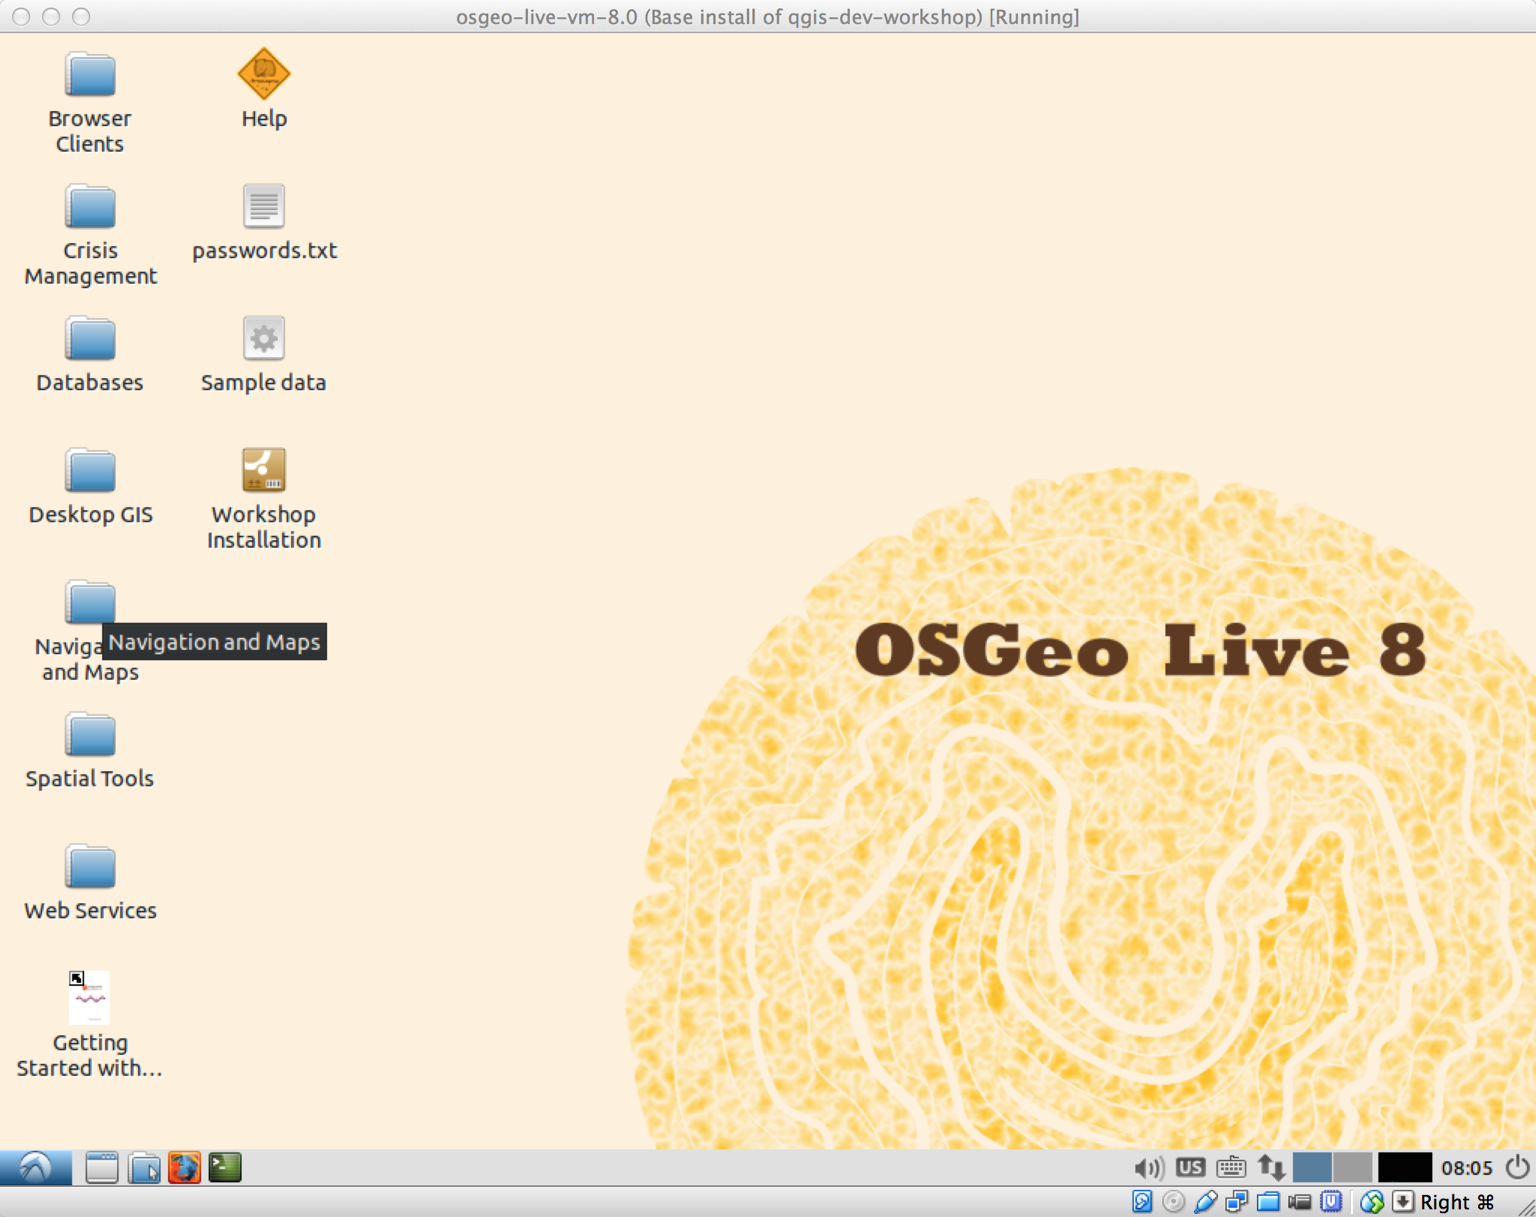 osgeo-live-vm-8.0 (Base install of qgis-dev-workshop) [Running]
Browser
Clients
Help
Crisis
Management
passwords.txt
Databases
Sample data
Desktop GIS
Workshop
Installation
Naviga
and Maps
Navigation and Maps
OSGeo Live 8
Spatial Tools
Web Services
Getting
Started with...
US
08:05
Right ⌘